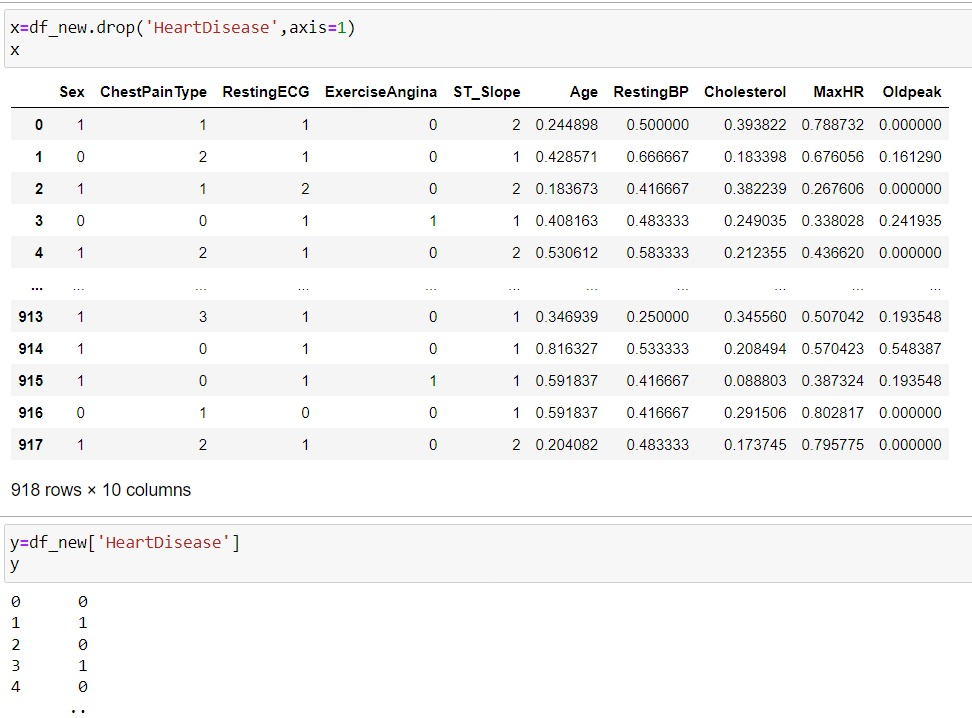 x=df_new.drop('HeartDisease',axis=1)
x
Sex ChestPainType RestingECG ExerciseAngina ST_Slope Age RestingBP Cholesterol MaxHR Oldpeak
0 1 1 1 0 2 0.244898 0.500000 0.393822 0.788732 0.000000
1 0 2 1 0 1 0.428571 0.666667 0.183398 0.676056 0.161290
2 1 1 2 0 2 0.183673 0.416667 0.382239 0.267606 0.000000
3 0 0 1 1 1 0.408163 0.483333 0.249035 0.338028 0.241935
4 1 2 1 0 2 0.530612 0.583333 0.212355 0.436620 0.000000
... ... ... ... ... ... ... ... ... ... ...
913 1 3 1 0 1 0.346939 0.250000 0.345560 0.507042 0.193548
914 1 0 1 0 1 0.816327 0.533333 0.208494 0.570423 0.548387
915 1 0 1 1 1 0.591837 0.416667 0.088803 0.387324 0.193548
916 0 1 0 0 1 0.591837 0.416667 0.291506 0.802817 0.000000
917 1 2 1 0 2 0.204082 0.483333 0.173745 0.795775 0.000000
918 rows × 10 columns
y=df_new['HeartDisease']
y
0 0
1 1
2 0
3 1
4 0
..